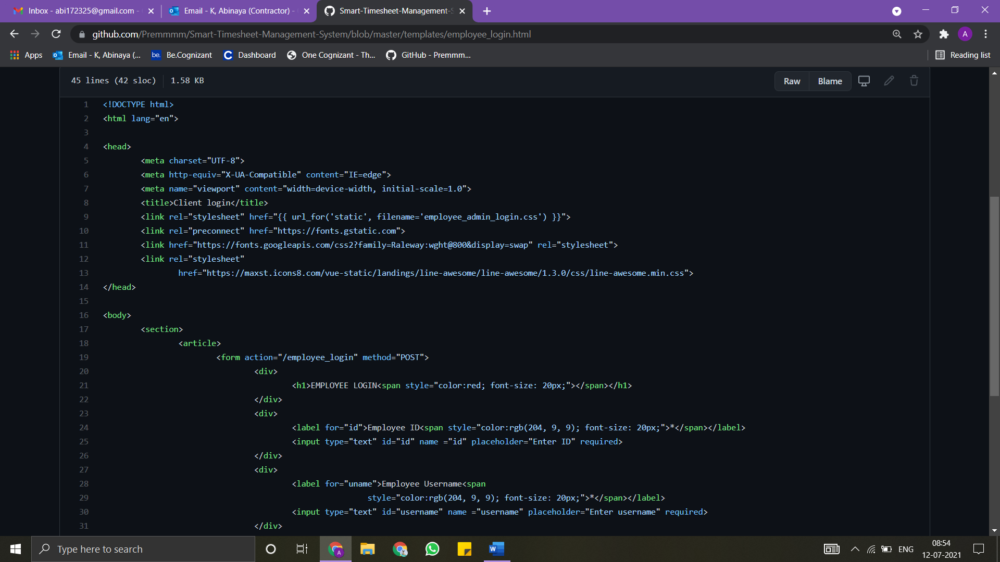 Inbox - abi172325@gmail.com -
Email - K, Abinaya (Contractor) -
Smart-Timesheet-Management-S
github.com/Premmmm/Smart-Timesheet-Management-System/blob/master/templates/employee_login.html
A
Apps
Email - K, Abinaya (...
be. Be.Cognizant
Dashboard
One Cognizant - Th...
GitHub - Premmm...
Reading list
45 lines (42 sloc) 1.58 KB
Raw Blame
1 <!DOCTYPE html>
2 <html lang="en">
3
4 <head>
5 <meta charset="UTF-8">
6 <meta http-equiv="X-UA-Compatible" content="IE=edge">
7 <meta name="viewport" content="width=device-width, initial-scale=1.0">
8 <title>Client login</title>
9 <link rel="stylesheet" href="{{ url_for('static', filename='employee_admin_login.css') }}">
10 <link rel="preconnect" href="https://fonts.gstatic.com">
11 <link href="https://fonts.googleapis.com/css2?family=Raleway:wght@800&display=swap" rel="stylesheet">
12 <link rel="stylesheet"
13 href="https://maxst.icons8.com/vue-static/landings/line-awesome/line-awesome/1.3.0/css/line-awesome.min.css">
14 </head>
15
16 <body>
17 <section>
18 <article>
19 <form action="/employee_login" method="POST">
20 <div>
21 <h1>EMPLOYEE LOGIN<span style="color:red; font-size: 20px;"></span></h1>
22 </div>
23 <div>
24 <label for="id">Employee ID<span style="color:rgb(204, 9, 9); font-size: 20px;">*</span></label>
25 <input type="text" id="id" name ="id" placeholder="Enter ID" required>
26 </div>
27 <div>
28 <label for="uname">Employee Username<span
29 style="color:rgb(204, 9, 9); font-size: 20px;">*</span></label>
30 <input type="text" id="username" name ="username" placeholder="Enter username" required>
31 </div>
Type here to search
ENG
08:54
12-07-2021